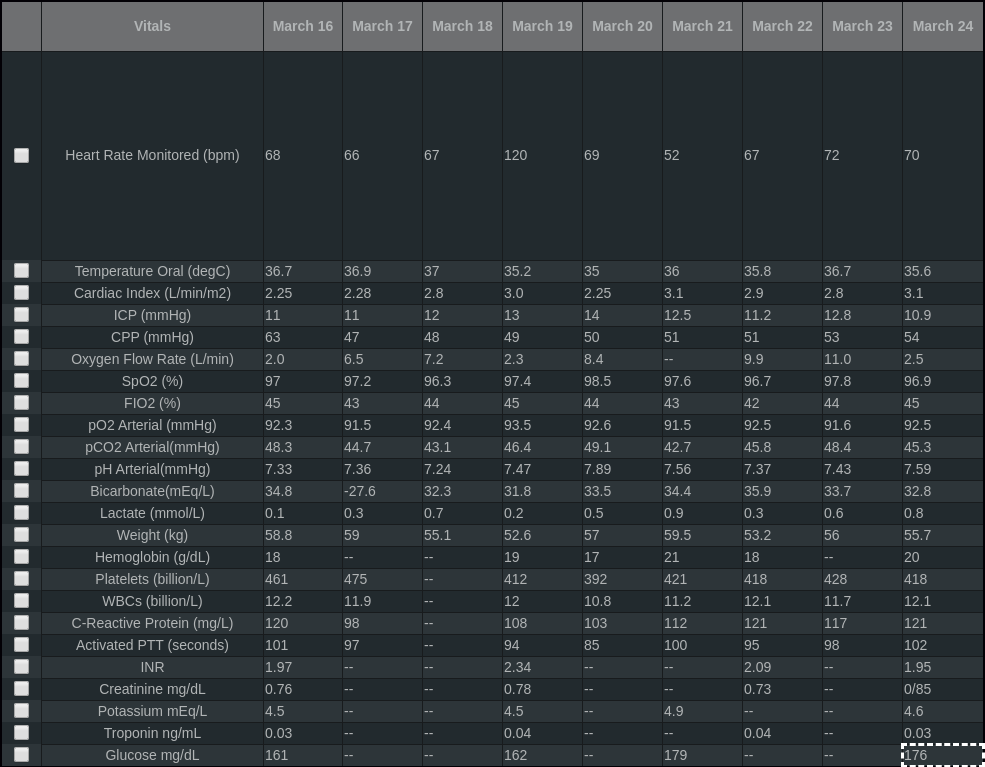 Vitals March 16 March 17 March 18 March 19 March 20 March 21 March 22 March 23 March 24
Heart Rate Monitored (bpm) 68 66 67 120 69 52 67 72 70
Temperature Oral (degC) 36.7 36.9 37 35.2 35 36 35.8 36.7 35.6
Cardiac Index (L/min/m2) 2.25 2.28 2.8 3.0 2.25 3.1 2.9 2.8 3.1
ICP (mmHg) 11 11 12 13 14 12.5 11.2 12.8 10.9
CPP (mmHg) 63 47 48 49 50 51 51 53 54
Oxygen Flow Rate (L/min) 2.0 6.5 7.2 2.3 8.4 -- 9.9 11.0 2.5
SpO2 (%) 97 97.2 96.3 97.4 98.5 97.6 96.7 97.8 96.9
FIO2 (%) 45 43 44 45 44 43 42 44 45
pO2 Arterial (mmHg) 92.3 91.5 92.4 93.5 92.6 91.5 92.5 91.6 92.5
pCO2 Arterial(mmHg) 48.3 44.7 43.1 46.4 49.1 42.7 45.8 48.4 45.3
pH Arterial(mmHg) 7.33 7.36 7.24 7.47 7.89 7.56 7.37 7.43 7.59
Bicarbonate(mEq/L) 34.8 -27.6 32.3 31.8 33.5 34.4 35.9 33.7 32.8
Lactate (mmol/L) 0.1 0.3 0.7 0.2 0.5 0.9 0.3 0.6 0.8
Weight (kg) 58.8 59 55.1 52.6 57 59.5 53.2 56 55.7
Hemoglobin (g/dL) 18 -- -- 19 17 21 18 -- 20
Platelets (billion/L) 461 475 -- 412 392 421 418 428 418
WBCs (billion/L) 12.2 11.9 -- 12 10.8 11.2 12.1 11.7 12.1
C-Reactive Protein (mg/L) 120 98 -- 108 103 112 121 117 121
Activated PTT (seconds) 101 97 -- 94 85 100 95 98 102
INR 1.97 -- -- 2.34 -- -- 2.09 -- 1.95
Creatinine mg/dL 0.76 -- -- 0.78 -- -- 0.73 -- 0/85
Potassium mEq/L 4.5 -- -- 4.5 -- 4.9 -- -- 4.6
Troponin ng/mL 0.03 -- -- 0.04 -- -- 0.04 -- 0.03
Glucose mg/dL 161 -- -- 162 -- 179 -- -- 176